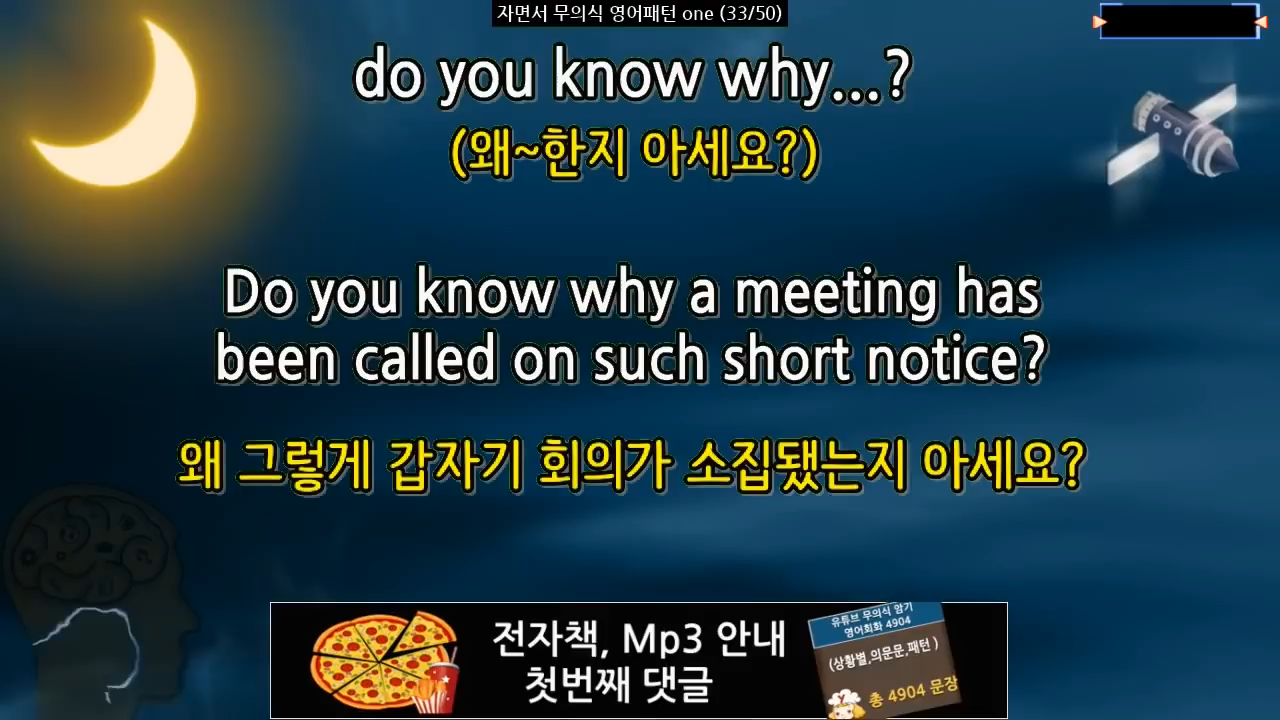 자면서 무의식 영어패턴 one (33/50)
do you know why...?
(왜~한지 아세요?)
Do you know why a meeting has
been called on such short notice?
왜 그렇게 갑자기 회의가 소집됐는지 아세요?
전자책, Mp3 안내
첫번째 댓글
유튜브 무의식 암기
영어회화 4904
(상황별,의문문,패턴 )
총 4904 문장